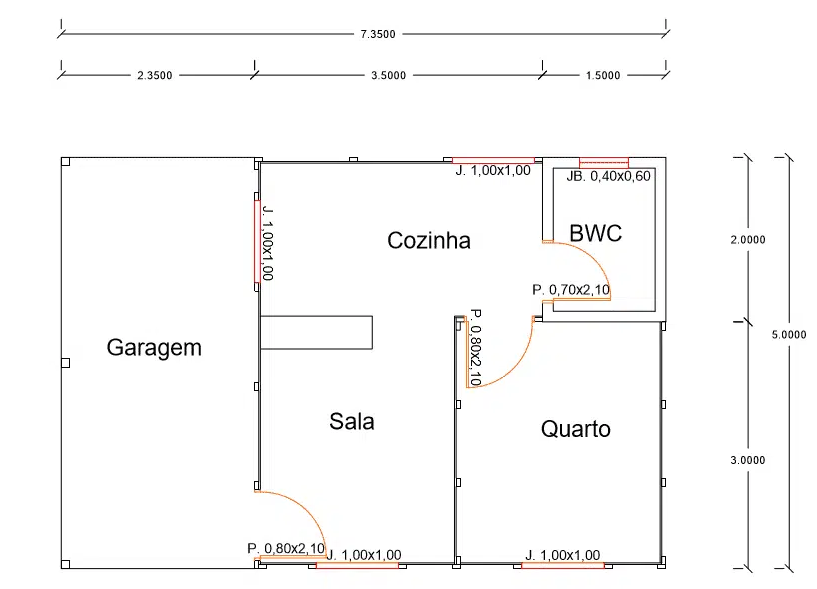 7.3500
2.3500
3.5000
1.5000
J. 1,00x1,00
JB. 0,40x0,60
J. 1,00x1,00
Cozinha
BWC
2.0000
P. 0,70x2,10
P. 0,80x2,10
5.0000
Garagem
Sala
Quarto
3.0000
P. 0,80x2,10
J. 1,00x1,00
J. 1,00x1,00